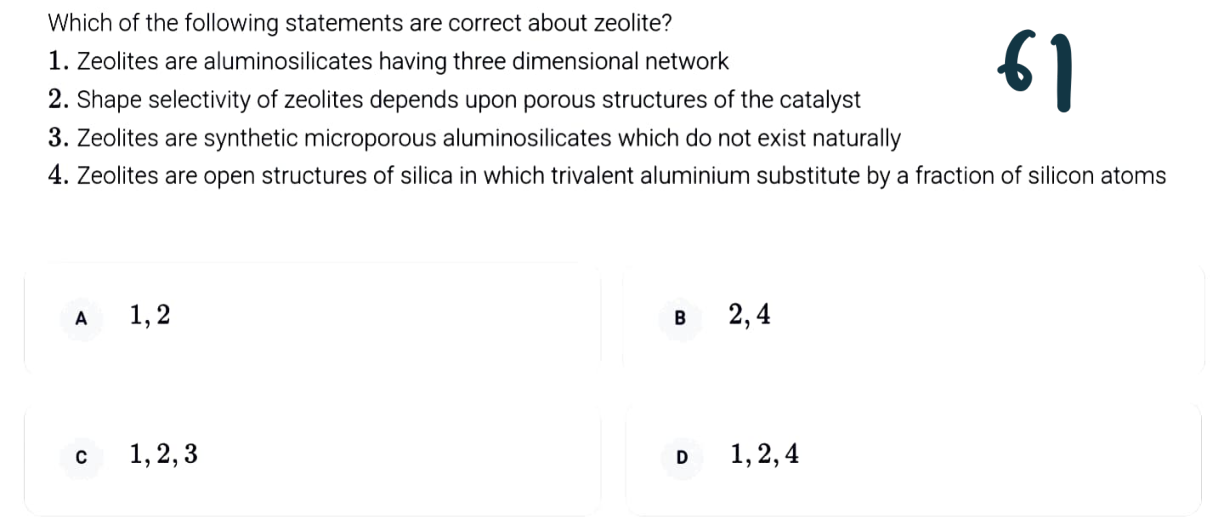 Which of the following statements are correct about zeolite?
1. Zeolites are aluminosilicates having three dimensional network
61
2. Shape selectivity of zeolites depends upon porous structures of the catalyst
3. Zeolites are synthetic microporous aluminosilicates which do not exist naturally
4. Zeolites are open structures of silica in which trivalent aluminium substitute by a fraction of silicon atoms
A 1, 2
B 2, 4
C 1, 2, 3
D 1, 2, 4